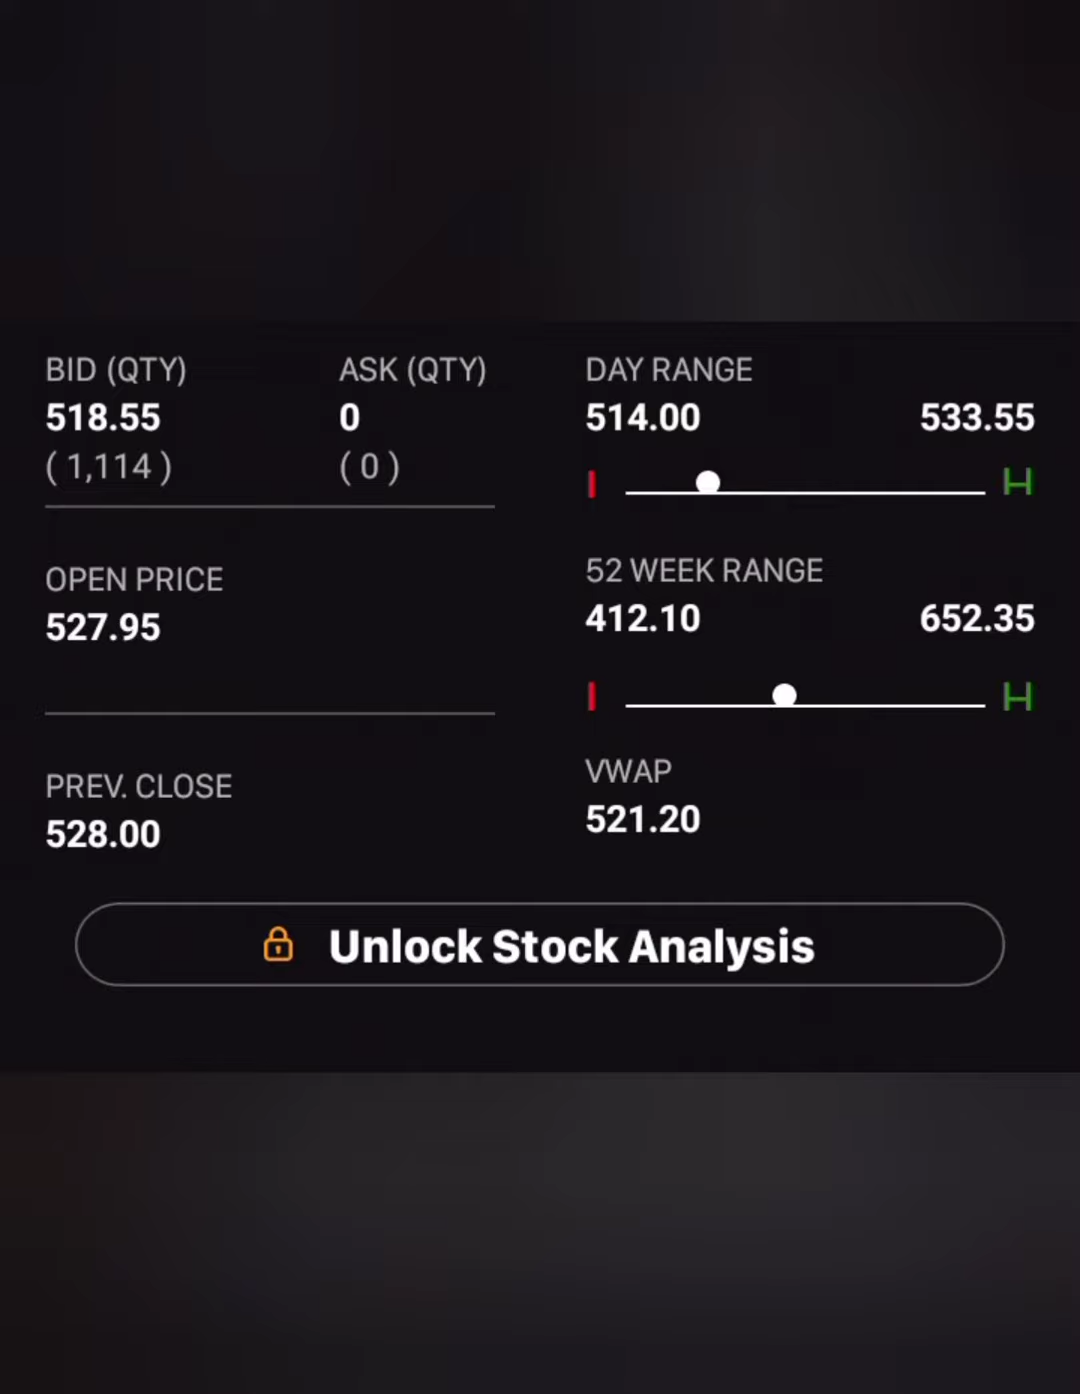 BID (QTY) ASK (QTY)
518.55 0
( 1,114 ) ( 0 )
OPEN PRICE
527.95
PREV. CLOSE
528.00
DAY RANGE
514.00 533.55
H
52 WEEK RANGE
412.10 652.35
H
VWAP
521.20
Unlock Stock Analysis